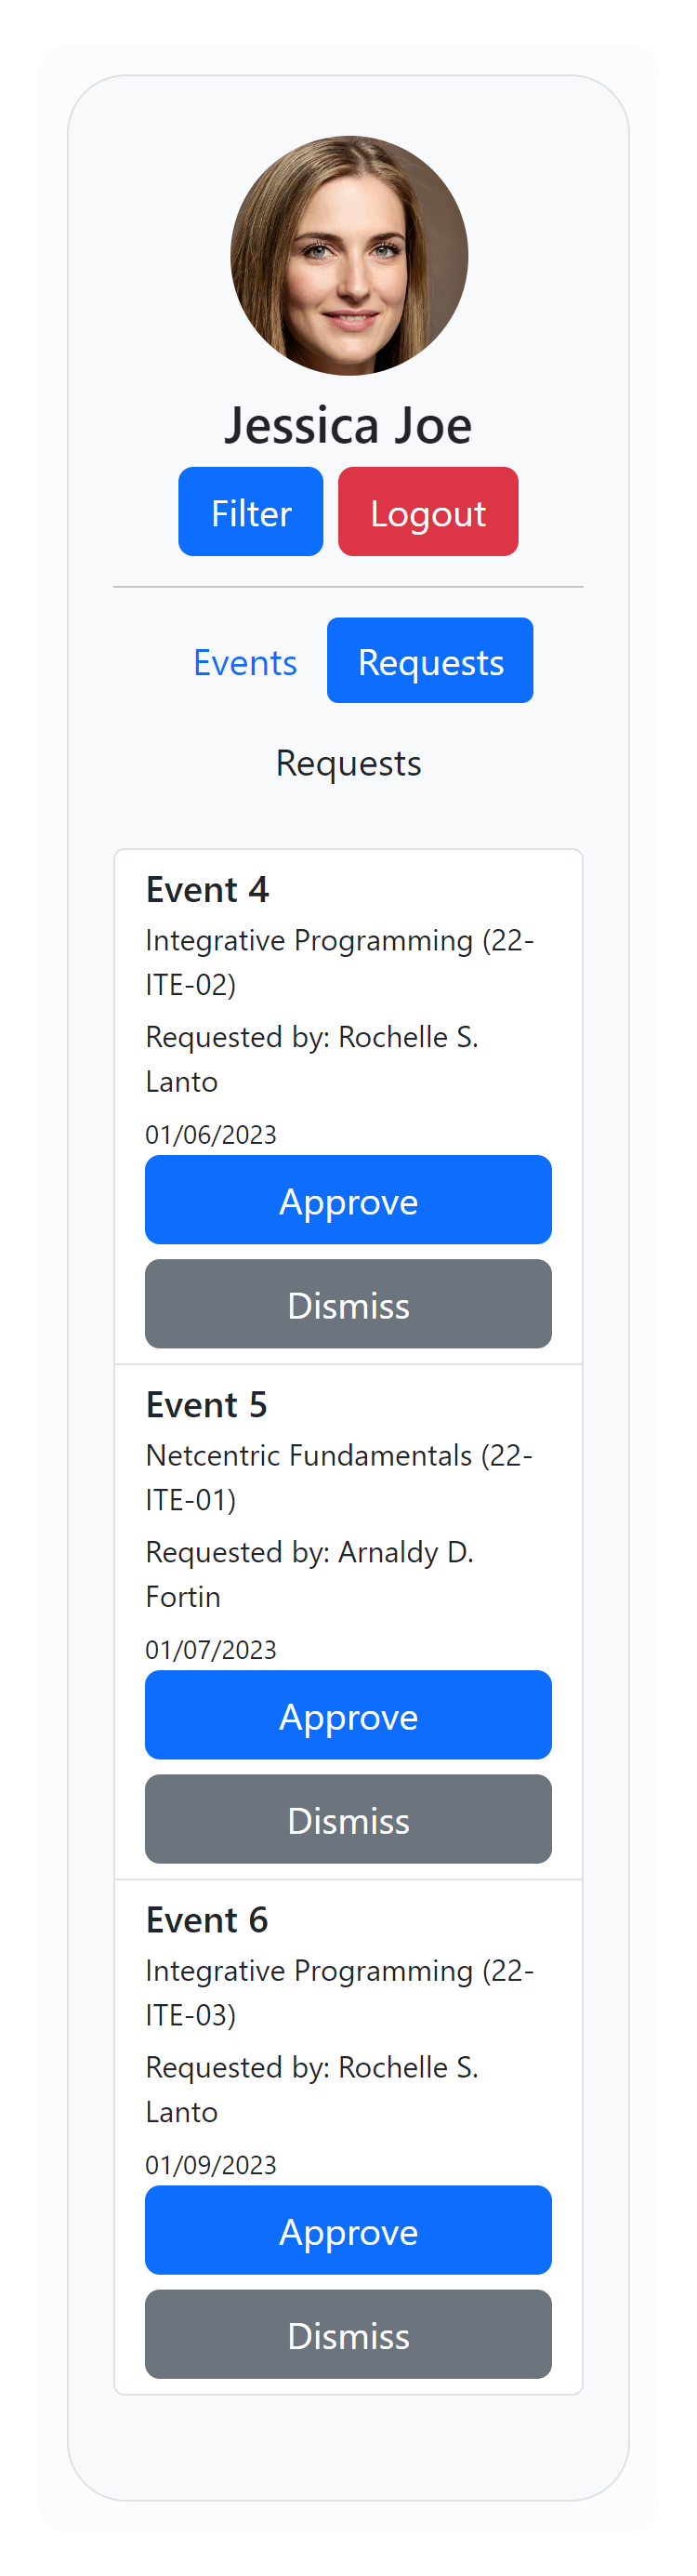 Jessica Joe
Filter Logout
Events Requests
Requests
Event 4
Integrative Programming (22-
ITE-02)
Requested by: Rochelle S.
Lanto
01/06/2023
Approve
Dismiss
Event 5
Netcentric Fundamentals (22-
ITE-01)
Requested by: Arnaldy D.
Fortin
01/07/2023
Approve
Dismiss
Event 6
Integrative Programming (22-
ITE-03)
Requested by: Rochelle S.
Lanto
01/09/2023
Approve
Dismiss